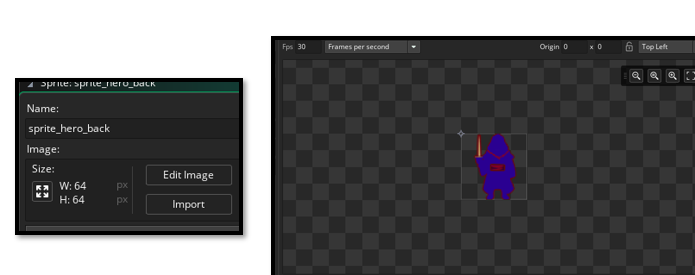 Sprite: sprite_hero_back
Name:
sprite_hero_back
Image:
Size:
W: 64 px
H: 64 px
Edit Image
Import
Fps 30 Frames per second Origin 0 x 0 Top Left